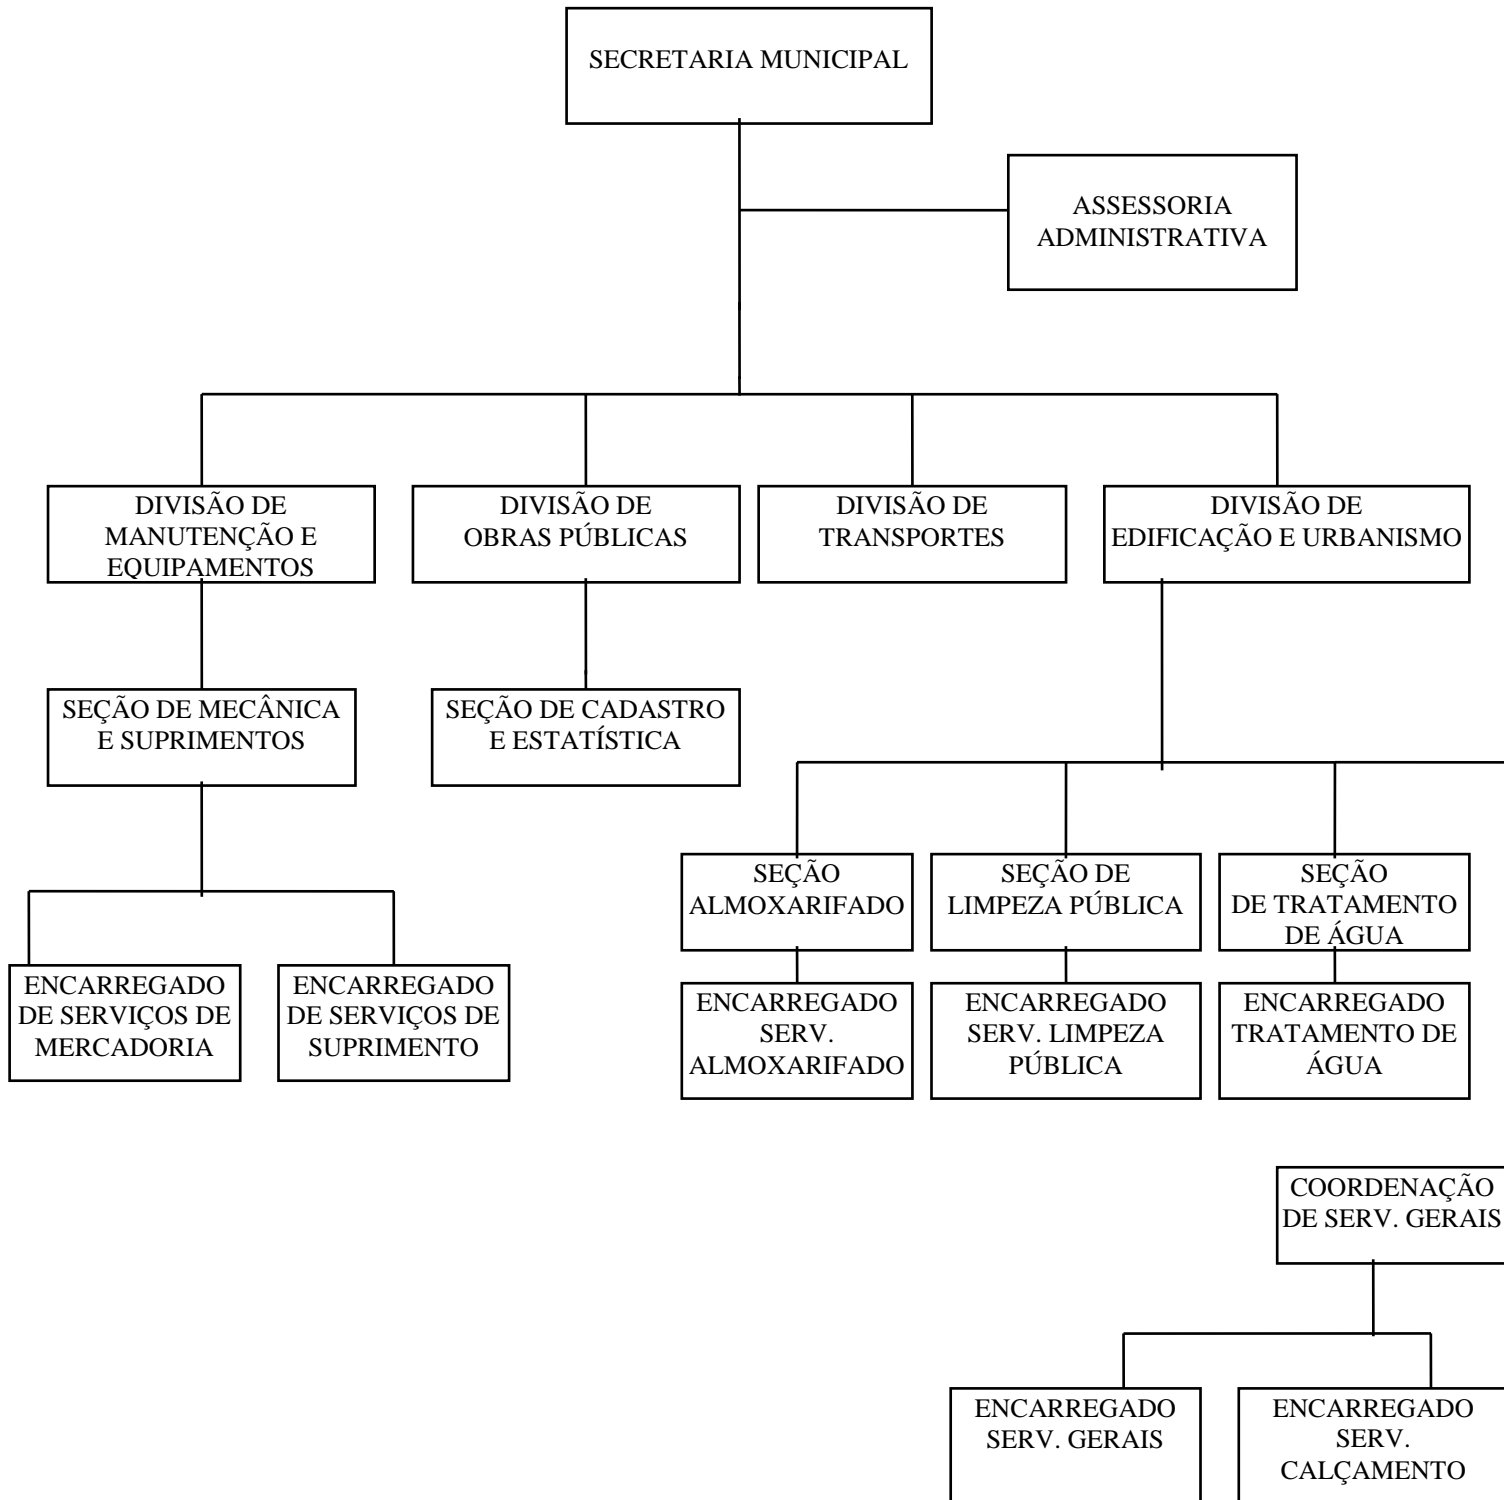 SECRETARIA MUNICIPAL
ASSESSORIA
ADMINISTRATIVA
DIVISÃO DE
MANUTENÇÃO E
EQUIPAMENTOS
DIVISÃO DE
OBRAS PÚBLICAS
DIVISÃO DE
TRANSPORTES
DIVISÃO DE
EDIFICAÇÃO E URBANISMO
SEÇÃO DE MECÂNICA
E SUPRIMENTOS
SEÇÃO DE CADASTRO
E ESTATÍSTICA
SEÇÃO
ALMOXARIFADO
SEÇÃO DE
LIMPEZA PÚBLICA
SEÇÃO
DE TRATAMENTO
DE ÁGUA
ENCARREGADO
DE SERVIÇOS DE
MERCADORIA
ENCARREGADO
DE SERVIÇOS DE
SUPRIMENTO
ENCARREGADO
SERV.
ALMOXARIFADO
ENCARREGADO
SERV. LIMPEZA
PÚBLICA
ENCARREGADO
TRATAMENTO DE
ÁGUA
COORDENAÇÃO
DE SERV. GERAIS
ENCARREGADO
SERV. GERAIS
ENCARREGADO
SERV.
CALÇAMENTO